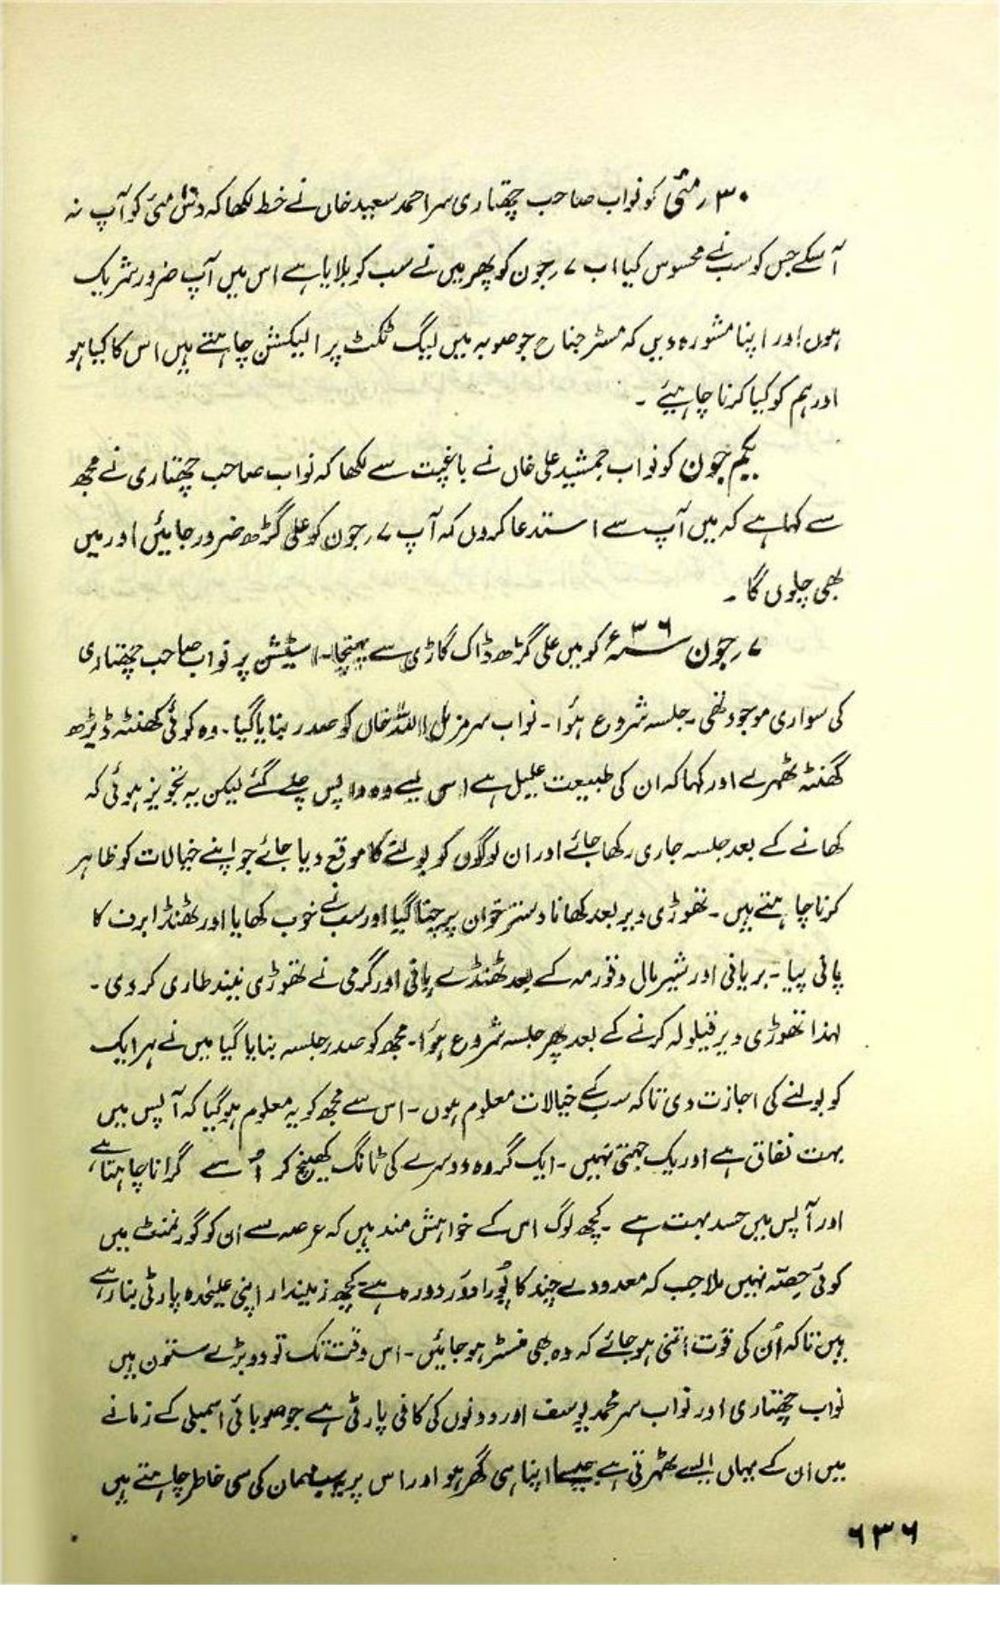 ۳۰ ر مئی کو نواب صاحب چھتاری سر احمد سعید خاں نے خط لکھا کہ دس مئی کو آپ نہ
آسکے جس کو سب نے محسوس کیا اب ۷ ر جون کو پھر میں نے سب کو بلایا ہے اس میں آپ ضرور شریک
ہوں اور اپنا مشورہ دیں کہ مسٹر جناح جو صوبہ میں لیگ ٹکٹ پر الیکشن چاہتے ہیں اس کا کیا ہو
اور ہم کو کیا کرنا چاہیئے ۔
یکم جون کو نواب جمشید علی خاں نے باغپت سے لکھا کہ نواب صاحب چھتاری نے مجھ
سے کہا ہے کہ میں آپ سے استدعا کروں کہ آپ ۷ ر جون کو علی گڑھ ضرور جائیں اور میں
بھی چلوں گا ۔
۷ ر جون ۳۶ء کو میں علی گڑھ ڈاک گاڑی سے پہنچا۔ اسٹیشن پر نواب صاحب چھتاری
کی سواری موجود تھی ۔ جلسہ شروع ہوُا ۔ نواب سر مزمل اللہ خاں کو صدر بنایا گیا ۔ وہ کوئی گھنٹہ ڈیڑھ
گھنٹہ ٹھہرے اور کہا کہ ان کی طبیعت علیل ہے اسی لیے وہ واپس چلے گئے لیکن یہ تجویز ہوئی کہ
کھانے کے بعد جلسہ جاری رکھا جائے اور ان لوگوں کو بولنے کا موقع دیا جائے جو اپنے خیالات کو ظاہر
کرنا چاہتے ہیں ۔ تھوڑی دیر بعد کھانا دسترخوان پر چنا گیا اور سب نے خوب کھایا اور ٹھنڈا برف کا
پانی پیا ۔ بریانی اور شیرمال و قورمہ کے بعد ٹھنڈے پانی اور گرمی نے تھوڑی نیند طاری کر دی ۔
لہذا تھوڑی دیر قیلولہ کرنے کے بعد پھر جلسہ شروع ہوُا ۔ مجھ کو صدر جلسہ بنایا گیا میں نے ہر ایک
کو بولنے کی اجازت دی تاکہ سب کے خیالات معلوم ہوں ۔ اس سے مجھ کو یہ معلوم ہو گیا کہ آپس میں
بہت نفاق ہے اور یک جہتی نہیں ۔ ایک گروہ دوسرے کی ٹانگ کھینچ کر اُسے گرانا چاہتا ہے
اور آپس میں حسد بہت ہے ۔ کچھ لوگ اس کے خواہش مند ہیں کہ عرصہ سے ان کو گورنمنٹ میں
کوئی حصّہ نہیں ملا جب کہ معدودے چند کا پُورا دَور دورہ ہے ۔ کچھ زمیندار اپنی علیٰحدہ پارٹی بنا رہے
ہیں تاکہ اُن کی قوّت اتنی ہو جائے کہ وہ بھی منسٹر ہو جائیں ۔ اس وقت تک تو دو بڑے ستون ہیں
نواب چھتاری اور نواب سر محمد یوسف اور دونوں کی کافی پارٹی ہے جو صوبائی اسمبلی کے زمانے
میں ان کے یہاں ایسے ٹھہرتی ہے جیسا اپنا ہی گھر ہو اور اس پر سب مہمان کی سی خاطر چاہتے ہیں
۶۳۶